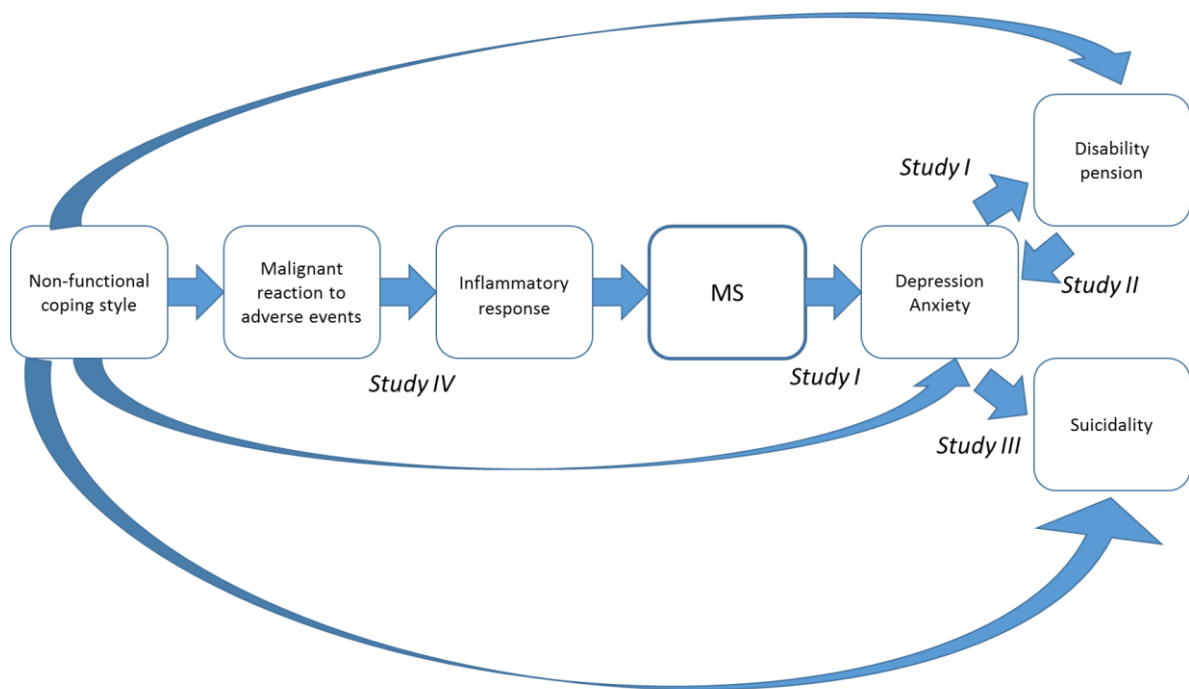 Disability
pension
Study I
Non-functional
coping style
Malignant
reaction to
adverse events
Inflammatory
response
MS
Depression
Anxiety
Study II
Study IV
Study I
Study III
Suicidality